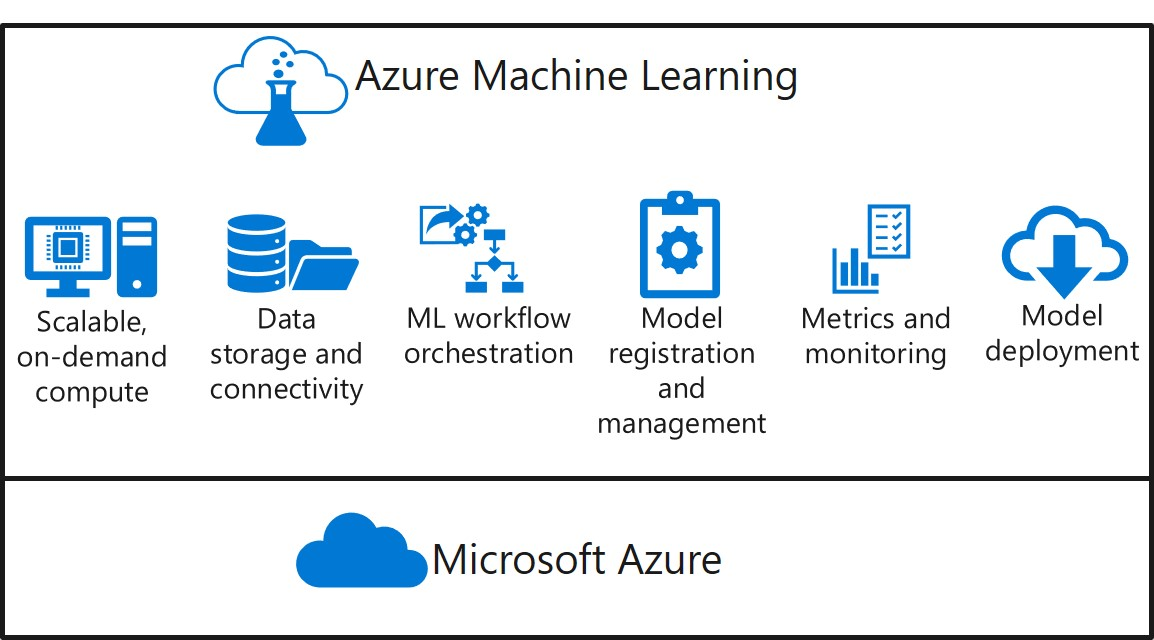 Azure Machine Learning
Scalable,
on-demand
compute
Data
storage and
connectivity
ML workflow
orchestration
Model
registration
and
management
Metrics and
monitoring
Model
deployment
Microsoft Azure